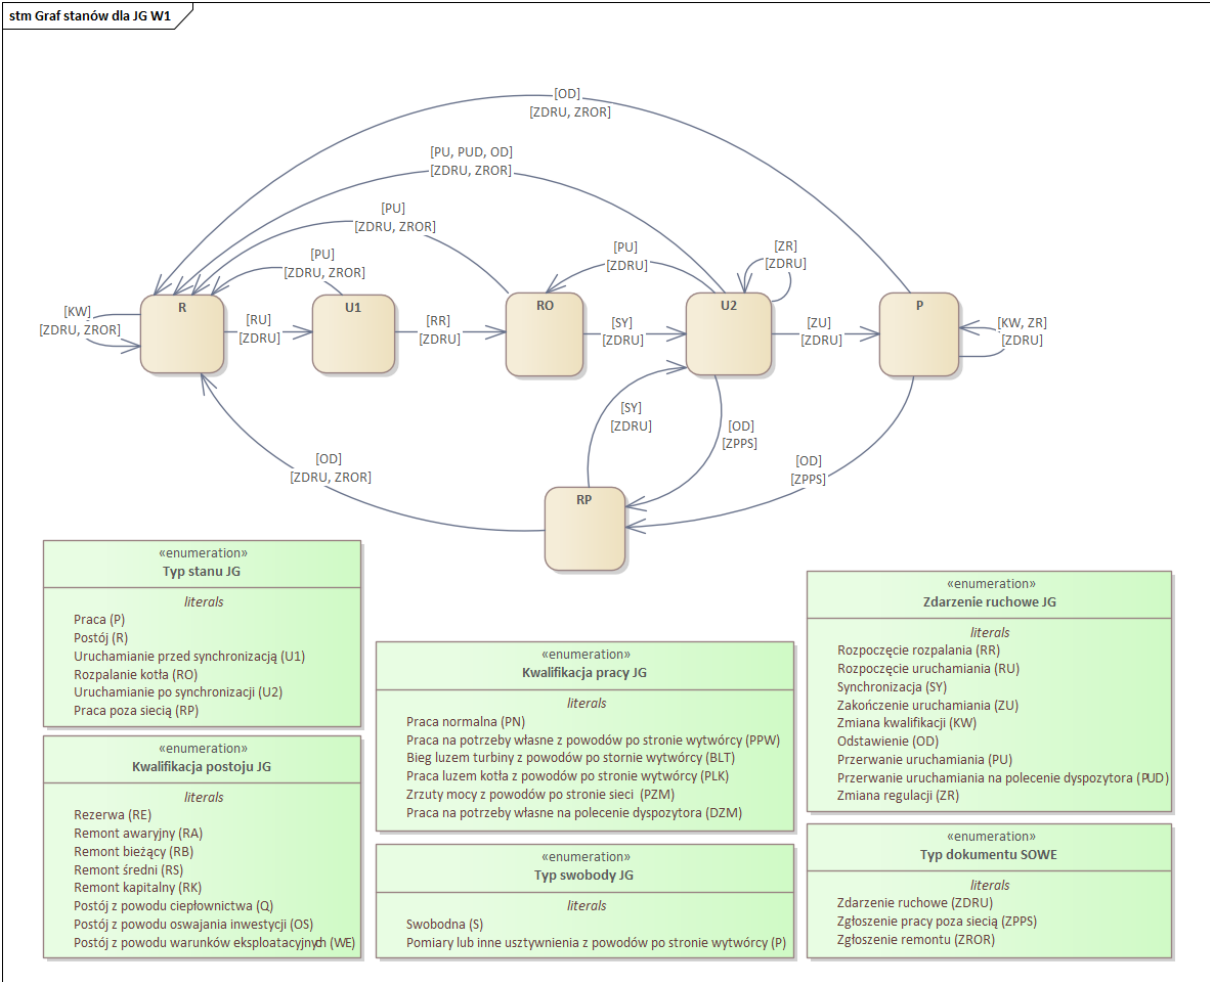 stm Graf stanów dla JG W1
[OD]
[ZDRU, ZROR]
[PU, PUD, OD]
[ZDRU, ZROR]
[PU]
[ZDRU, ZROR]
[PU]
[ZDRU, ZROR]
[PU]
[ZDRU]
[ZR]
[ZDRU]
R
U1
RO
U2
P
[KW]
[ZDRU, ZROR]
[RU]
[ZDRU]
[RR]
[ZDRU]
[SY]
[ZDRU]
[ZU]
[ZDRU]
[KW, ZR]
[ZDRU]
[SY]
[ZDRU]
[OD]
[ZPPS]
[OD]
[ZPPS]
[OD]
[ZDRU, ZROR]
RP
«enumeration»
Typ stanu JG
literals
Praca (P)
Postój (R)
Uruchamianie przed synchronizacją (U1)
Rozpalanie kotła (RO)
Uruchamianie po synchronizacji (U2)
Praca poza siecią (RP)
«enumeration»
Kwalifikacja postoju JG
literals
Rezerwa (RE)
Remont awaryjny (RA)
Remont bieżący (RB)
Remont średni (RS)
Remont kapitalny (RK)
Postój z powodu ciepłownictwa (Q)
Postój z powodu oswajania inwestycji (OS)
Postój z powodu warunków eksploatacyjnych (WE)
«enumeration»
Kwalifikacja pracy JG
literals
Praca normalna (PN)
Praca na potrzeby własne z powodów po stronie wytwórcy (PPW)
Bieg luzem turbiny z powodów po stornie wytwórcy (BLT)
Praca luzem kotła z powodów po stronie wytwórcy (PLK)
Zrzuty mocy z powodów po stronie sieci (PZM)
Praca na potrzeby własne na polecenie dyspozytora (DZM)
«enumeration»
Typ swobody JG
literals
Swobodna (S)
Pomiary lub inne usztywnienia z powodów po stronie wytwórcy (P)
«enumeration»
Zdarzenie ruchowe JG
literals
Rozpoczęcie rozpalania (RR)
Rozpoczęcie uruchamiania (RU)
Synchronizacja (SY)
Zakończenie uruchamiania (ZU)
Zmiana kwalifikacji (KW)
Odstawienie (OD)
Przerwanie uruchamiania (PU)
Przerwanie uruchamiania na polecenie dyspozytora (PUD)
Zmiana regulacji (ZR)
«enumeration»
Typ dokumentu SOWE
literals
Zdarzenie ruchowe (ZDRU)
Zgłoszenie pracy poza siecią (ZPPS)
Zgłoszenie remontu (ZROR)